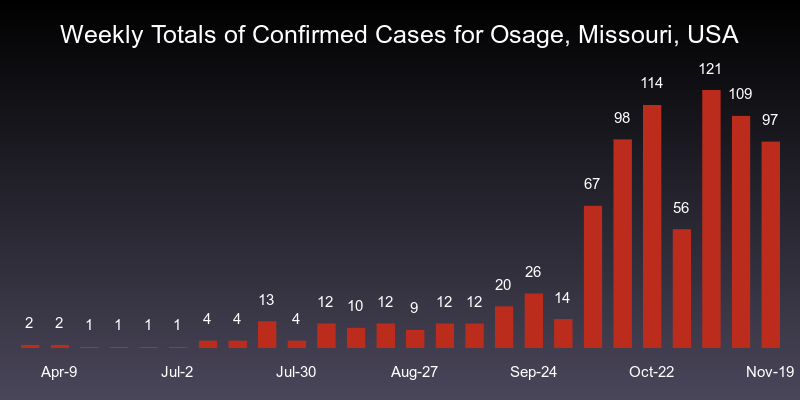 Weekly Totals of Confirmed Cases for Osage, Missouri, USA
2 2 1 1 1 1 4 4 13 4 12 10 12 9 12 12 20 26 14 67 98 114 56 121 109 97
Apr-9 Jul-2 Jul-30 Aug-27 Sep-24 Oct-22 Nov-19